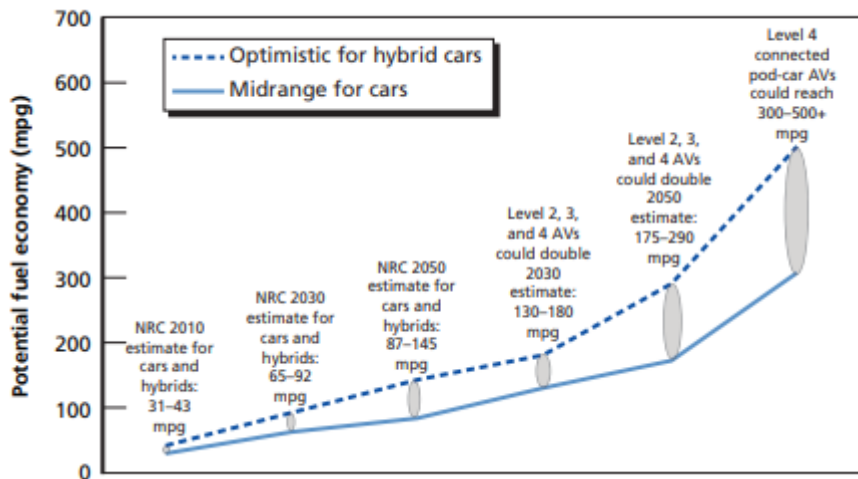 Potential fuel economy (mpg)
700
600
500
400
300
200
100
0
Optimistic for hybrid cars
Midrange for cars
NRC 2010
estimate for
cars and
hybrids:
31–43
mpg
NRC 2030
estimate for
cars and
hybrids:
65–92
mpg
NRC 2050
estimate for
cars and
hybrids:
87–145
mpg
Level 2, 3,
and 4 AVs
could double
2030
estimate:
130–180
mpg
Level 2, 3,
and 4 AVs
could double
2050
estimate:
175–290
mpg
Level 4
connected
pod-car AVs
could reach
300–500+
mpg